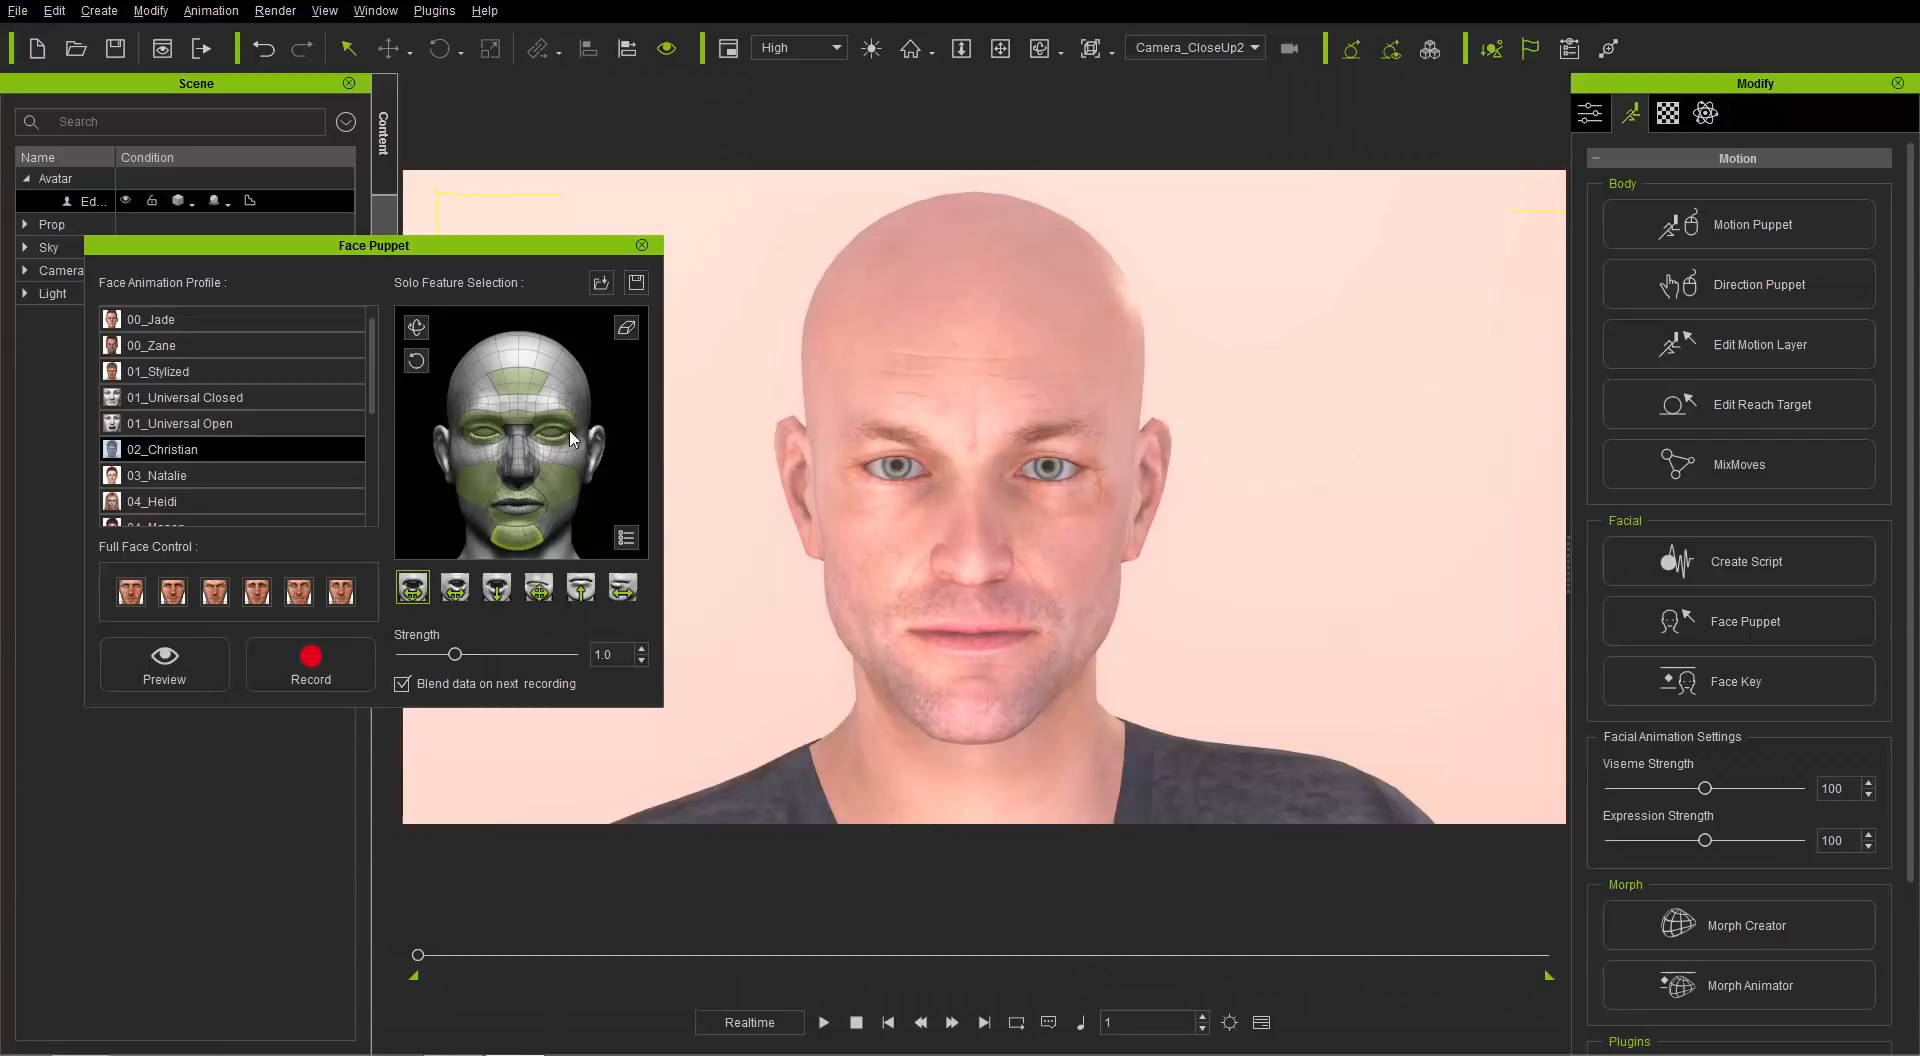 File Edit Create Modify Animation Render View Window Plugins Help
High
Camera_CloseUp2
Scene
Search
Name Condition
Avatar
Ed...
Prop
Sky
Camera
Light
Content
Face Puppet
Face Animation Profile :
00_Jade
00_Zane
01_Stylized
01_Universal Closed
01_Universal Open
02_Christian
03_Natalie
04_Heidi
Full Face Control :
Preview
Record
Solo Feature Selection :
Strength
1.0
Blend data on next recording
Realtime
1
Modify
Motion
Body
Motion Puppet
Direction Puppet
Edit Motion Layer
Edit Reach Target
MixMoves
Facial
Create Script
Face Puppet
Face Key
Facial Animation Settings
Viseme Strength
100
Expression Strength
100
Morph
Morph Creator
Morph Animator
Plugins